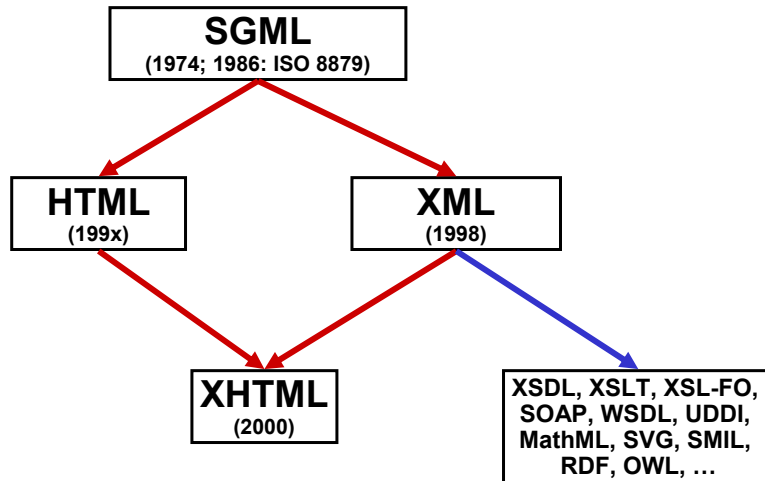 SGML
(1974; 1986: ISO 8879)
HTML
(199x)
XML
(1998)
XHTML
(2000)
XSDL, XSLT, XSL-FO,
SOAP, WSDL, UDDI,
MathML, SVG, SMIL,
RDF, OWL, …